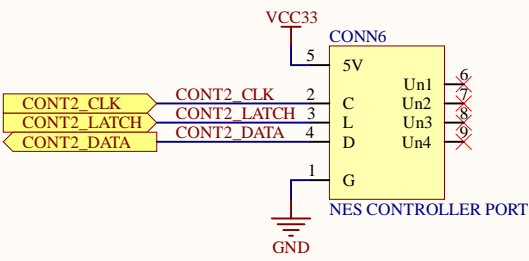 VCC33
CONN6
5 5V
Un1 6
CONT2_CLK CONT2_CLK 2 C Un2 7
CONT2_LATCH CONT2_LATCH 3 L Un3 8
CONT2_DATA CONT2_DATA 4 D Un4 9
1 G
NES CONTROLLER PORT
GND